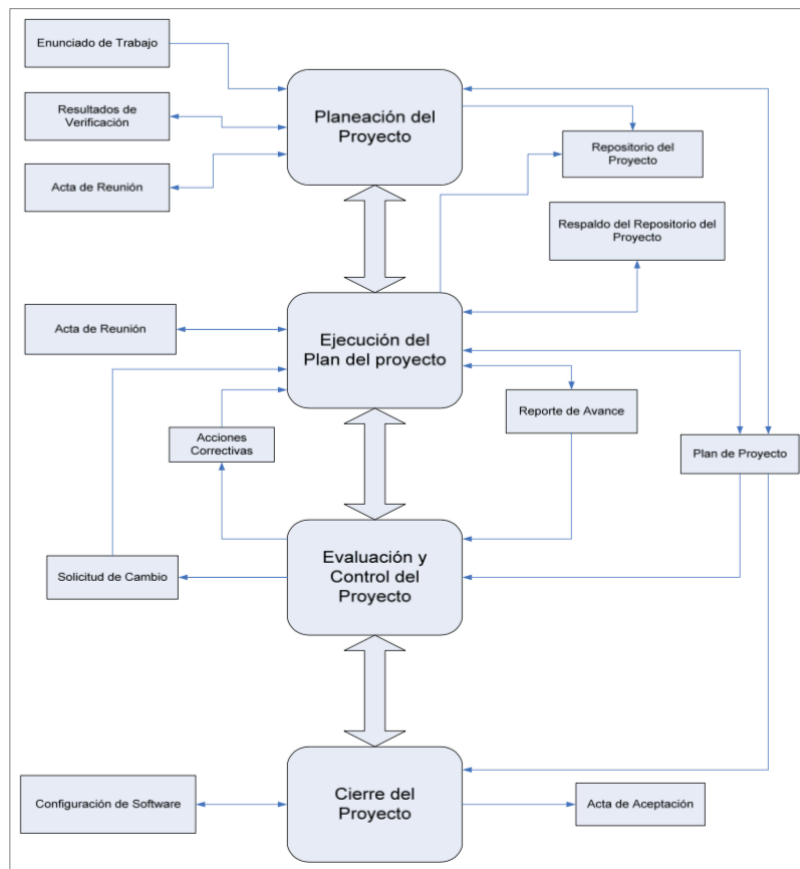 Enunciado de Trabajo
Planeación del
Proyecto
Resultados de
Verificación
Repositorio del
Proyecto
Acta de Reunión
Respaldo del Repositorio del
Proyecto
Acta de Reunión
Ejecución del
Plan del proyecto
Reporte de Avance
Acciones
Correctivas
Plan de Proyecto
Evaluación y
Control del
Proyecto
Solicitud de Cambio
Cierre del
Proyecto
Configuración de Software
Acta de Aceptación